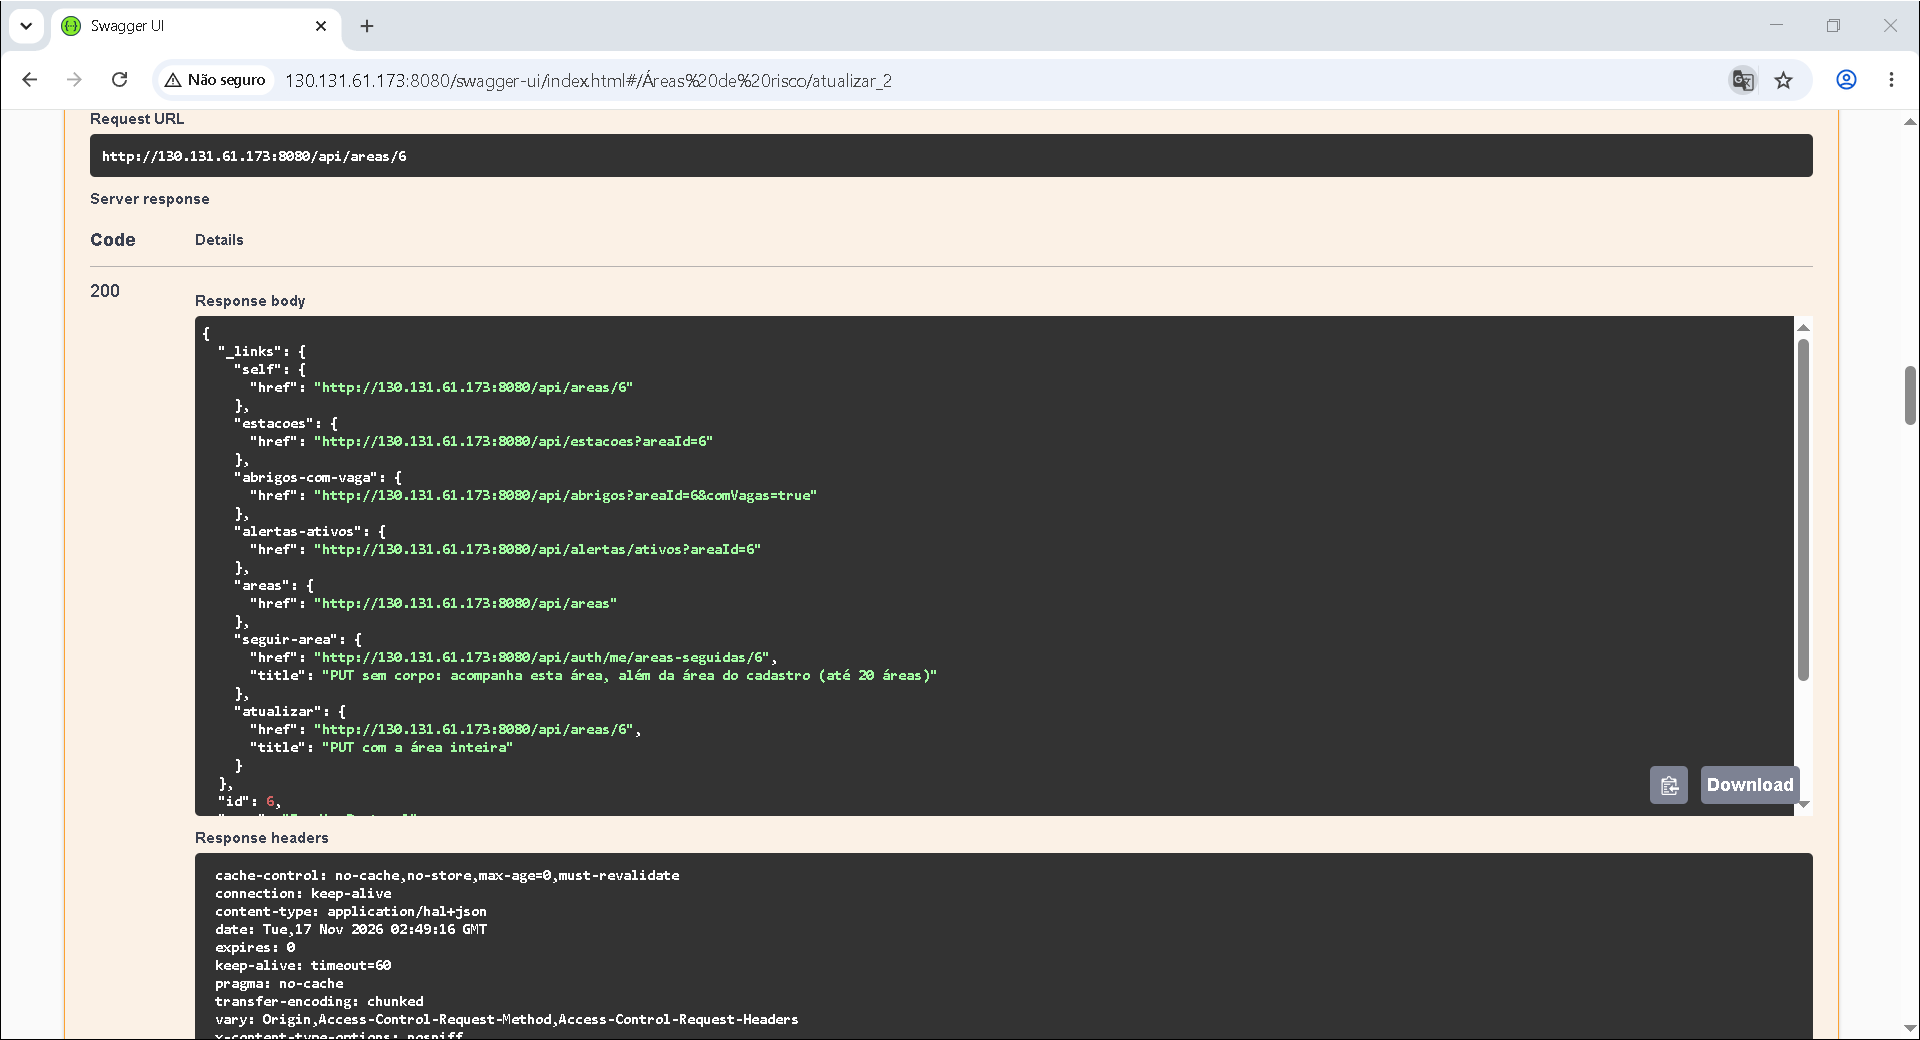 Swagger UI
Não seguro
130.131.61.173:8080/swagger-ui/index.html#/Áreas%20de%20risco/atualizar_2
Request URL
http://130.131.61.173:8080/api/areas/6
Server response
Code Details
200
Response body
{
"_links": {
"self": {
"href": "http://130.131.61.173:8080/api/areas/6"
},
"estacoes": {
"href": "http://130.131.61.173:8080/api/estacoes?areaId=6"
},
"abrigos-com-vaga": {
"href": "http://130.131.61.173:8080/api/abrigos?areaId=6&comVagas=true"
},
"alertas-ativos": {
"href": "http://130.131.61.173:8080/api/alertas/ativos?areaId=6"
},
"areas": {
"href": "http://130.131.61.173:8080/api/areas"
},
"seguir-area": {
"href": "http://130.131.61.173:8080/api/auth/me/areas-seguidas/6",
"title": "PUT sem corpo: acompanha esta área, além da área do cadastro (até 20 áreas)"
},
"atualizar": {
"href": "http://130.131.61.173:8080/api/areas/6",
"title": "PUT com a área inteira"
}
},
"id": 6,
Download
Response headers
cache-control: no-cache,no-store,max-age=0,must-revalidate
connection: keep-alive
content-type: application/hal+json
date: Tue,17 Nov 2026 02:49:16 GMT
expires: 0
keep-alive: timeout=60
pragma: no-cache
transfer-encoding: chunked
vary: Origin,Access-Control-Request-Method,Access-Control-Request-Headers
x-content-type-options: nosniff